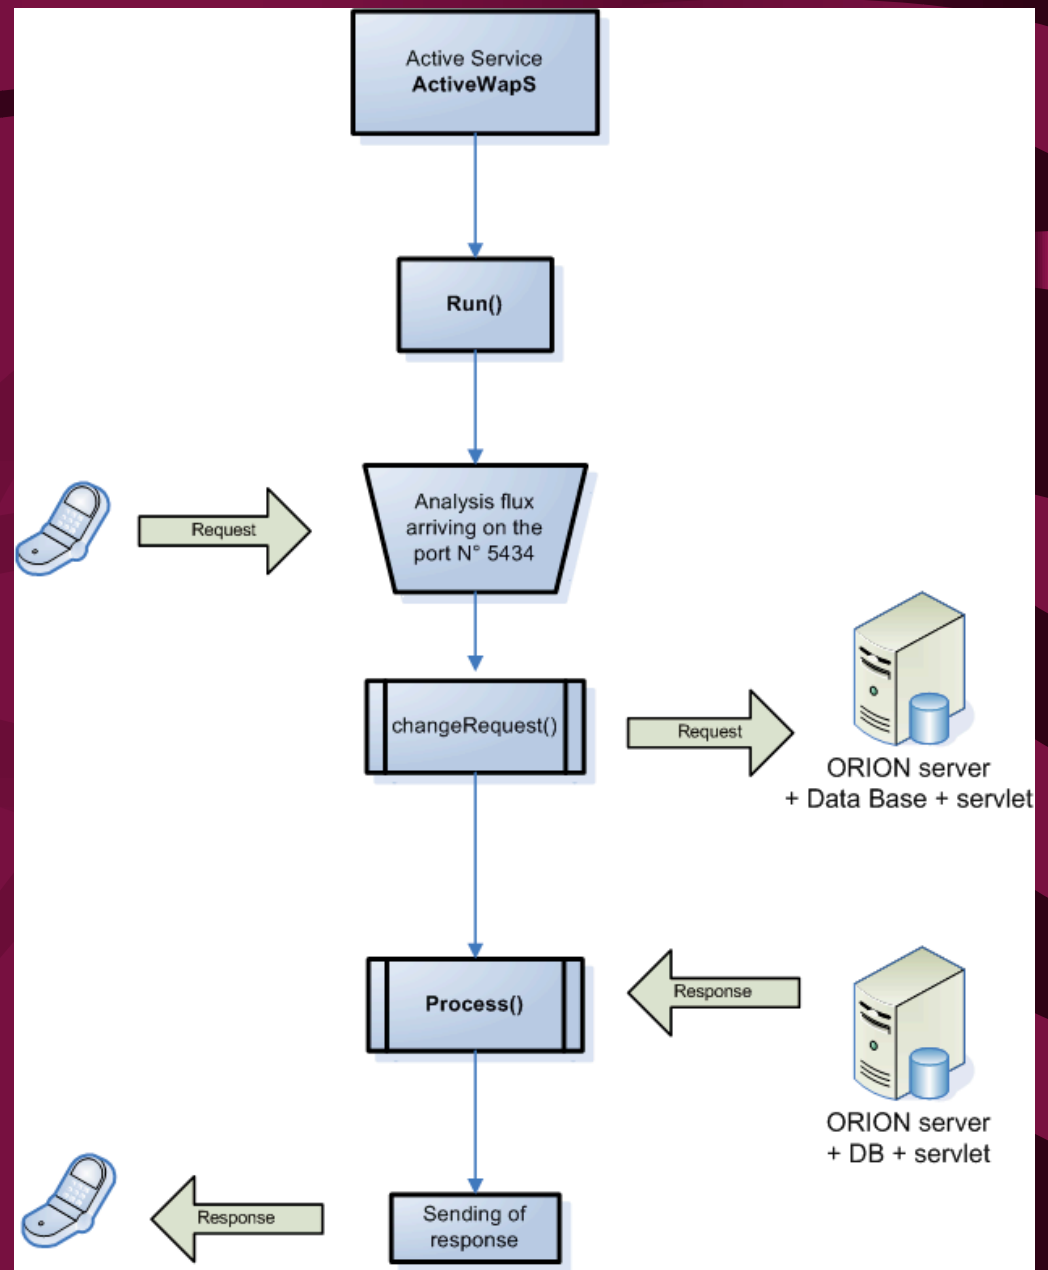 Active Service
ActiveWapS
Run()
Request
Analysis flux
arriving on the
port N° 5434
changeRequest()
Request
ORION server
+ Data Base + servlet
Process()
Response
ORION server
+ DB + servlet
Response
Sending of
response